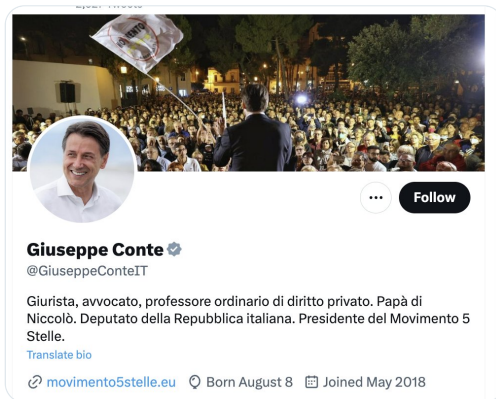 Follow
Giuseppe Conte
@GiuseppeConteIT
Giurista, avvocato, professore ordinario di diritto privato. Papà di
Niccolò. Deputato della Repubblica italiana. Presidente del Movimento 5
Stelle.
Translate bio
movimento5stelle.eu Born August 8 Joined May 2018